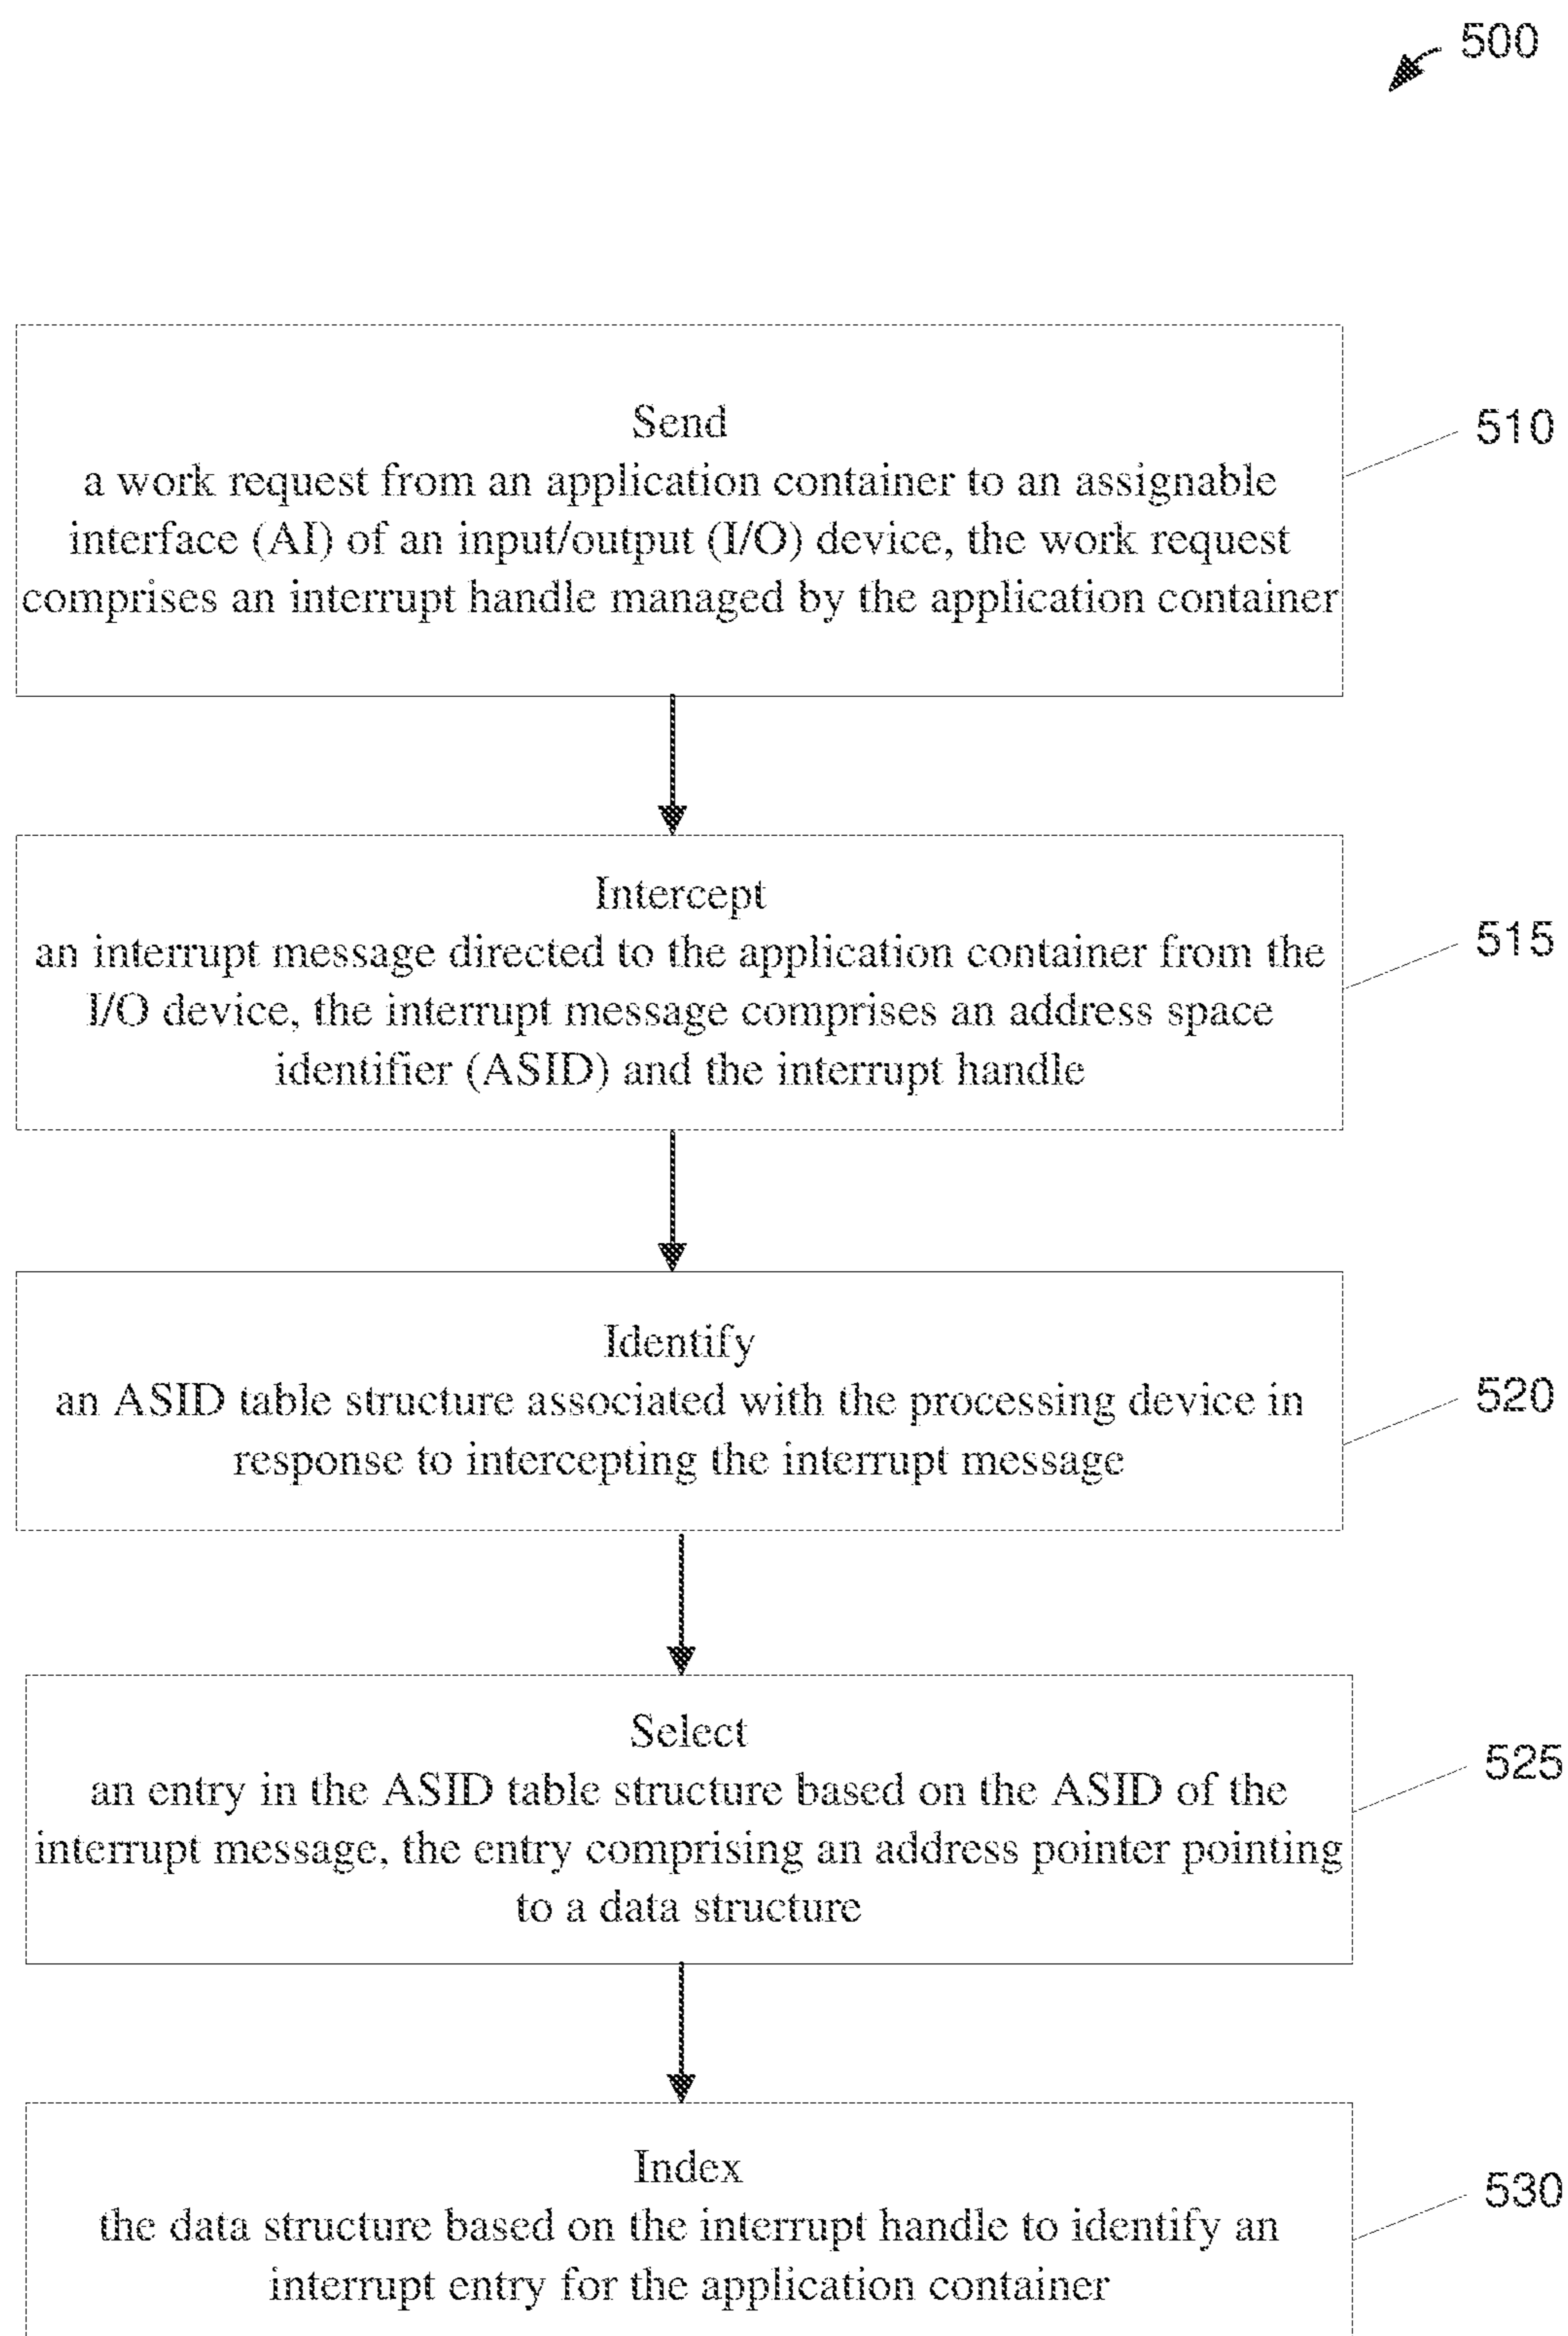 500
Send
a work request from an application container to an assignable
interface (AI) of an input/output (I/O) device, the work request
comprises an interrupt handle managed by the application container
510
Intercept
an interrupt message directed to the application container from the
I/O device, the interrupt message comprises an address space
identifier (ASID) and the interrupt handle
515
Identify
an ASID table structure associated with the processing device in
response to intercepting the interrupt message
520
Select
an entry in the ASID table structure based on the ASID of the
interrupt message, the entry comprising an address pointer pointing
to a data structure
525
Index
the data structure based on the interrupt handle to identify an
interrupt entry for the application container
530